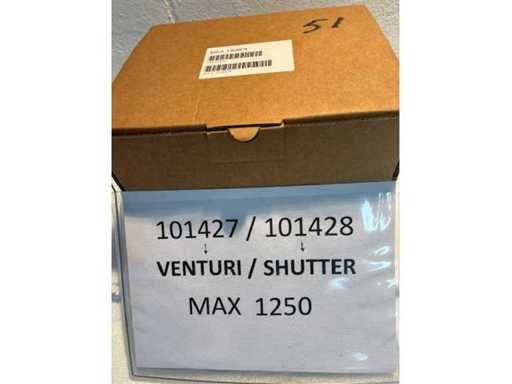 51
101427 / 101428
↓ ↓
VENTURI / SHUTTER
MAX 1250